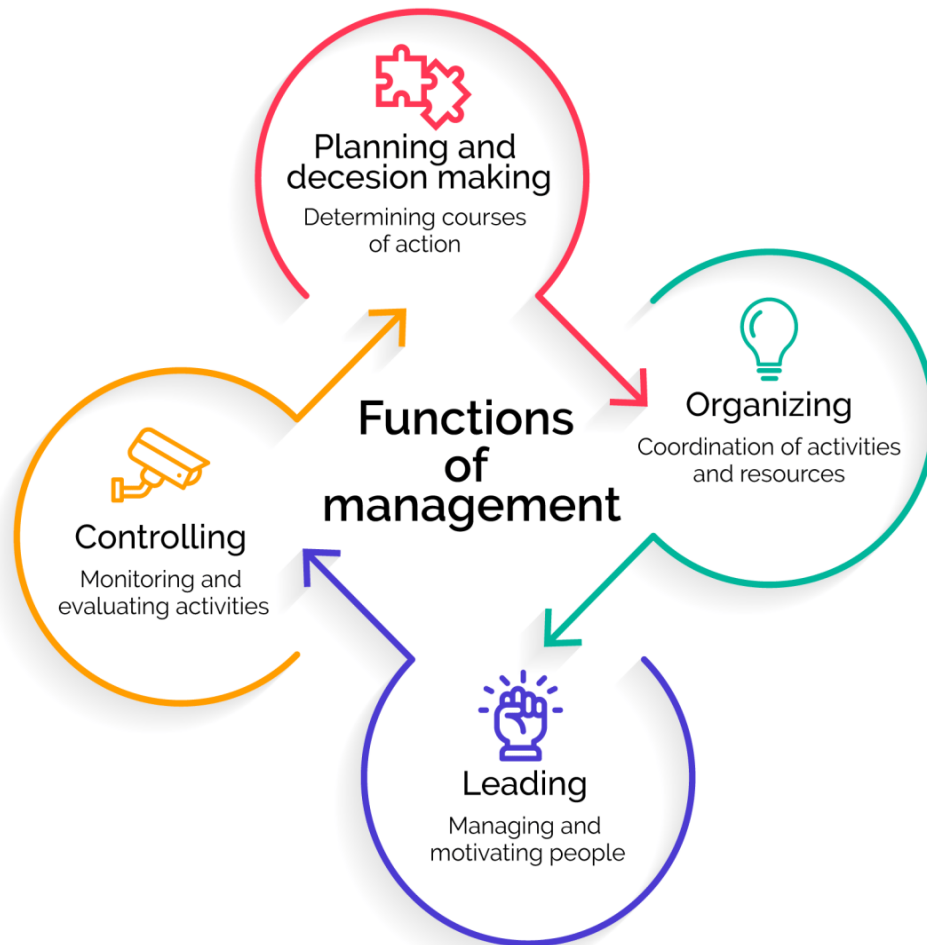 Planning and
decesion making
Determining courses
of action
Organizing
Coordination of activities
and resources
Functions
of
management
Controlling
Monitoring and
evaluating activities
Leading
Managing and
motivating people